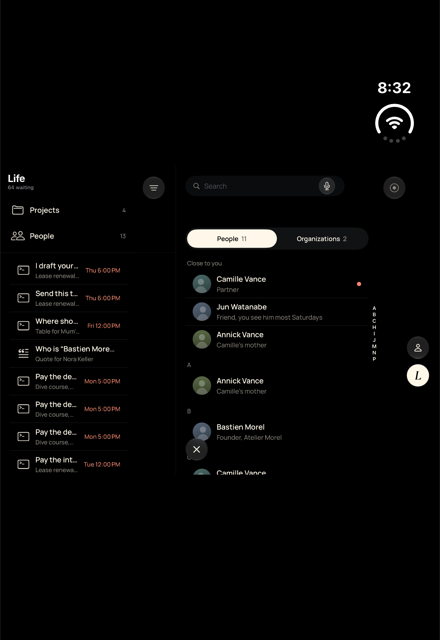 8:32
Life
64 waiting
Projects 4
People 13
I draft your... Thu 6:00 PM
Lease renewal...
Send this t... Thu 6:00 PM
Lease renewal...
Where sho... Fri 12:00 PM
Table for Mum'...
Who is "Bastien More...
Quote for Nora Keller
Pay the de... Mon 5:00 PM
Dive course,...
Pay the de... Mon 5:00 PM
Dive course,...
Pay the de... Mon 5:00 PM
Dive course,...
Pay the int... Tue 12:00 PM
Lease renewa...
Search
People 11
Organizations 2
Close to you
Camille Vance
Partner
Jun Watanabe
Friend, you see him most Saturdays
Annick Vance
Camille's mother
A
Annick Vance
Camille's mother
B
Bastien Morel
Founder, Atelier Morel
Camille Vance
A
B
C
H
I
J
M
N
P
L